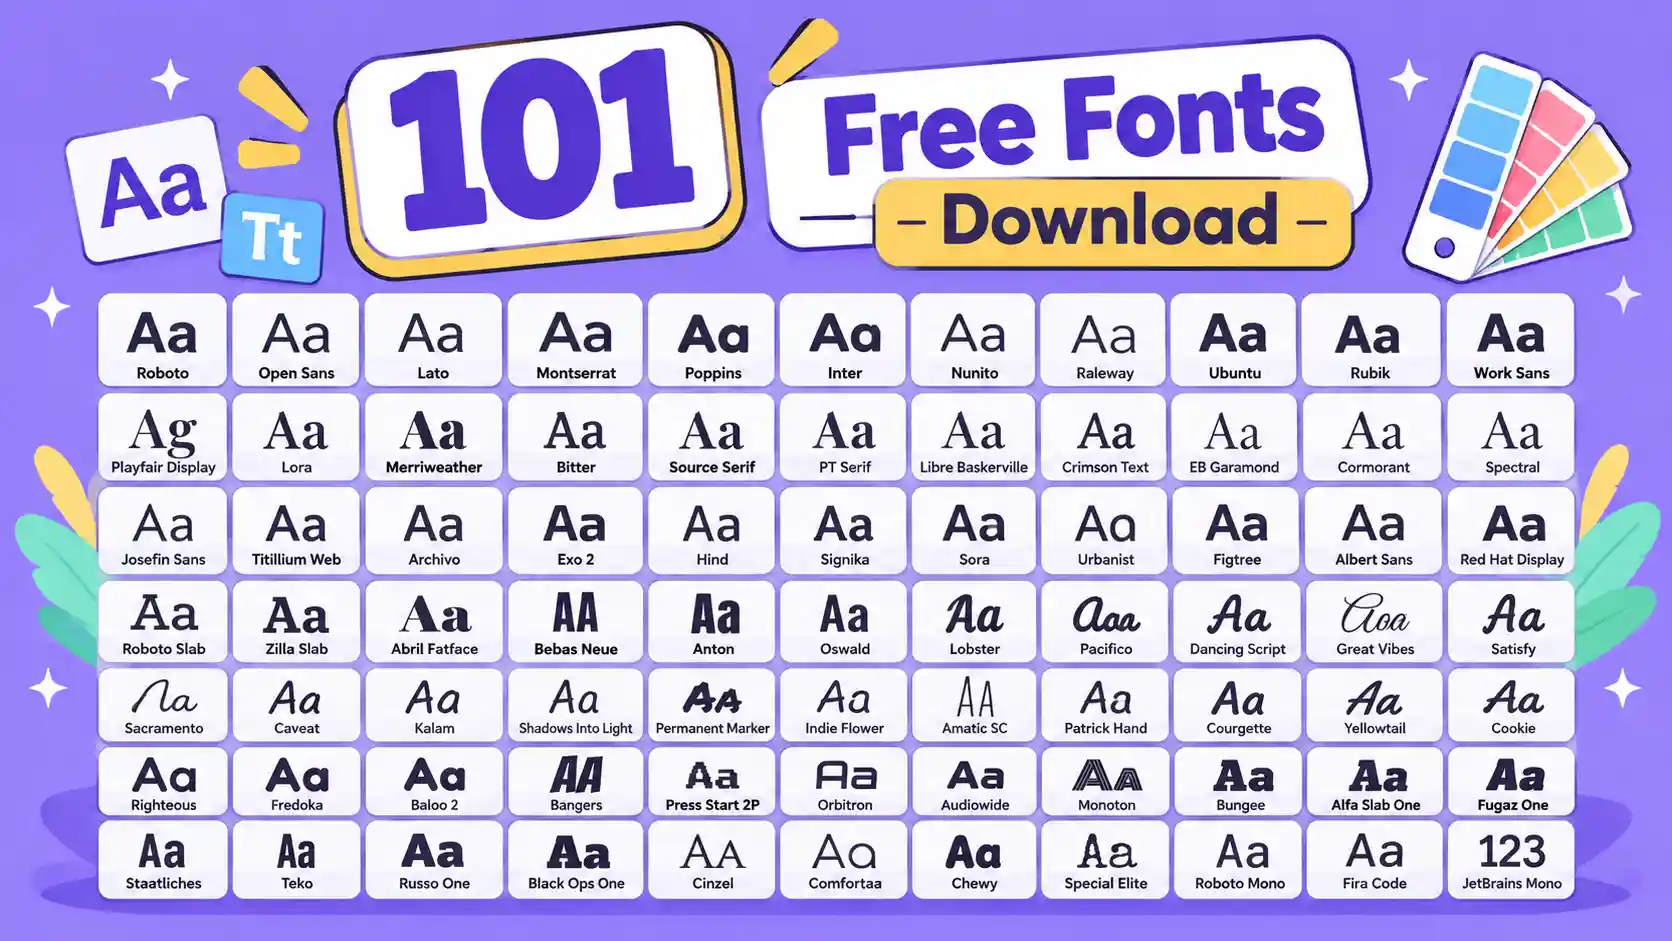 Aa
Tt
101
Free Fonts
- Download -
Aa Aa Aa Aa Aa Aa Aa Aa Aa Aa Aa
Roboto Open Sans Lato Montserrat Poppins Inter Nunito Raleway Ubuntu Rubik Work Sans
Ag Aa Aa Aa Aa Aa Aa Aa Aa Aa Aa
Playfair Display Lora Merriweather Bitter Source Serif PT Serif Libre Baskerville Crimson Text EB Garamond Cormorant Spectral
Aa Aa Aa Aa Aa Aa Aa Aa Aa Aa Aa
Josefin Sans Titillium Web Archivo Exo 2 Hind Signika Sora Urbanist Figtree Albert Sans Red Hat Display
Aa Aa Aa AA Aa Aa Aa Aaa Aa Aoa Aa
Roboto Slab Zilla Slab Abril Fatface Bebas Neue Anton Oswald Lobster Pacifico Dancing Script Great Vibes Satisfy
Aa Aa Aa Aa AA Aa AA Aa Aa Aa Aa
Sacramento Caveat Kalam Shadows Into Light Permanent Marker Indie Flower Amatic SC Patrick Hand Courgette Yellowtail Cookie
Aa Aa Aa AA Aa Aa Aa AA Aa Aa Aa
Righteous Fredoka Baloo 2 Bangers Press Start 2P Orbitron Audiowide Monoton Bungee Alfa Slab One Fugaz One
Aa Aa Aa Aa AA Aa Aa Aa Aa Aa 123
Staatliches Teko Russo One Black Ops One Cinzel Comfortaa Chewy Special Elite Roboto Mono Fira Code JetBrains Mono